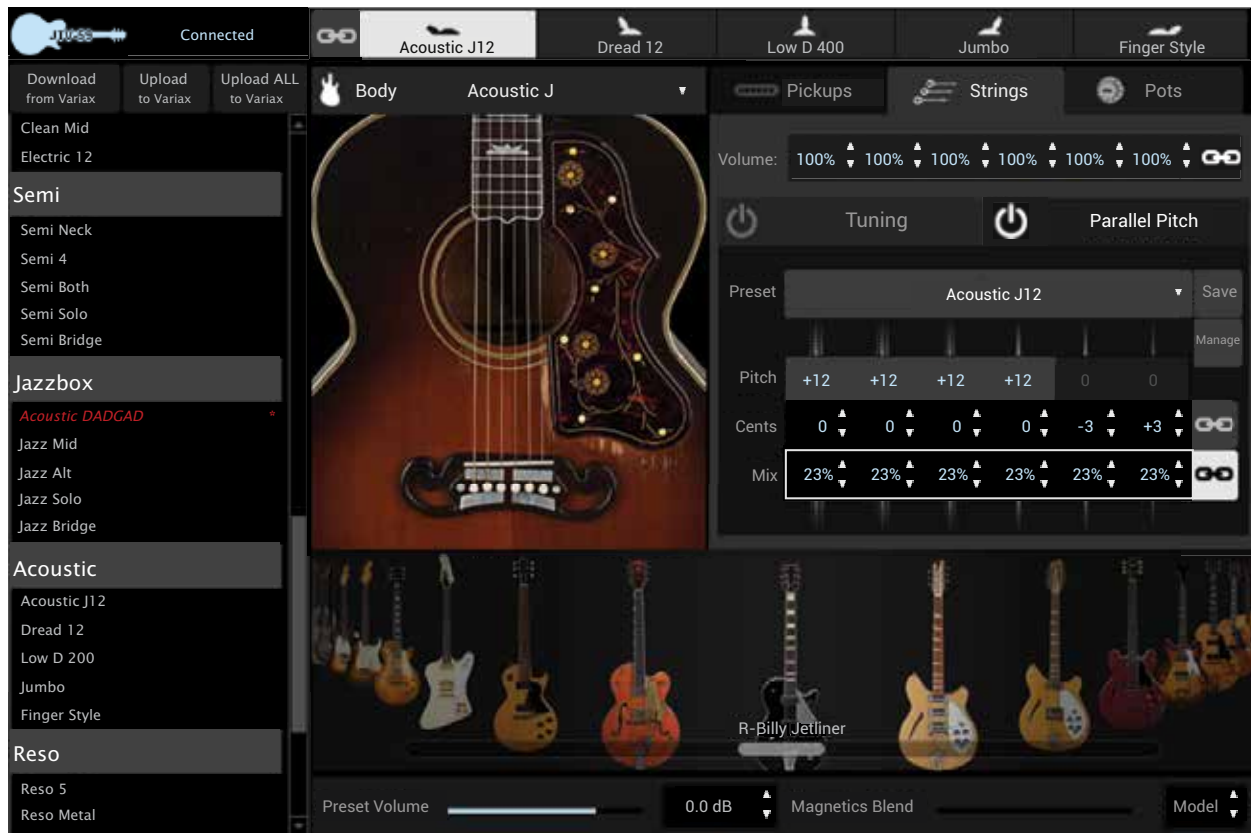 JTV-59
Connected
Acoustic J12
Dread 12
Low D 400
Jumbo
Finger Style
Download
from Variax
Upload
to Variax
Upload ALL
to Variax
Clean Mid
Electric 12
Semi
Semi Neck
Semi 4
Semi Both
Semi Solo
Semi Bridge
Jazzbox
Acoustic DADGAD *
Jazz Mid
Jazz Alt
Jazz Solo
Jazz Bridge
Acoustic
Acoustic J12
Dread 12
Low D 200
Jumbo
Finger Style
Reso
Reso 5
Reso Metal
Body Acoustic J
Pickups
Strings
Pots
Volume: 100% 100% 100% 100% 100% 100%
Tuning
Parallel Pitch
Preset Acoustic J12 Save
Manage
Pitch +12 +12 +12 +12 0 0
Cents 0 0 0 0 -3 +3
Mix 23% 23% 23% 23% 23% 23%
R-Billy Jetliner
Preset Volume 0.0 dB Magnetics Blend Model